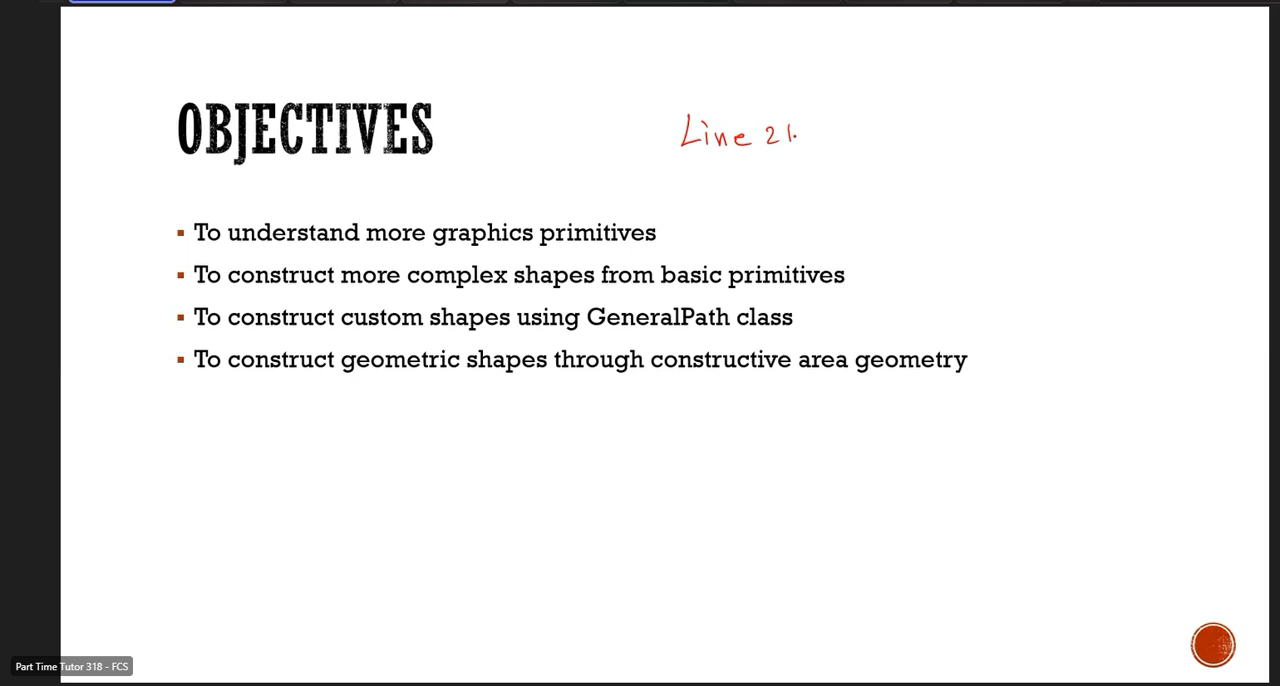 OBJECTIVES
Line 21.
To understand more graphics primitives
To construct more complex shapes from basic primitives
To construct custom shapes using GeneralPath class
To construct geometric shapes through constructive area geometry
Part Time Tutor 318 - FCS